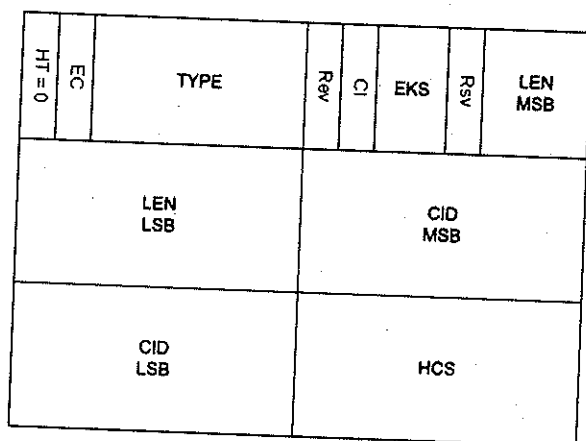 HT = 0
EC
TYPE
Rev
CI
EKS
Rsv
LEN
MSB
LEN
LSB
CID
MSB
CID
LSB
HCS